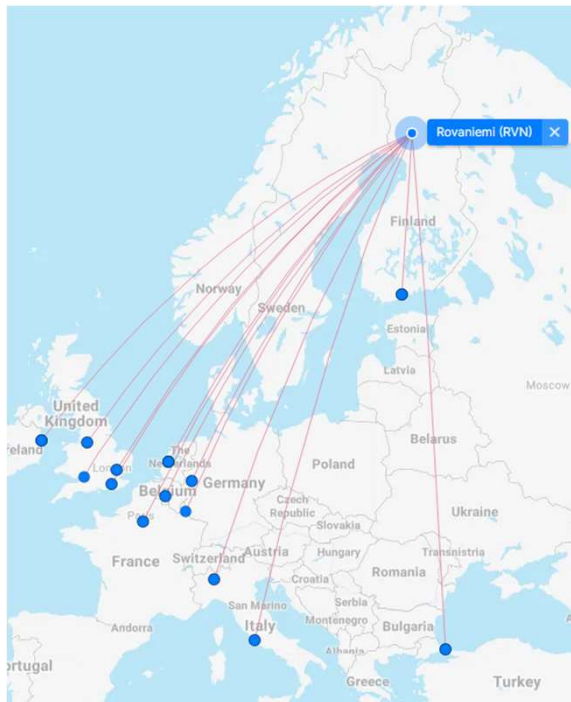 Rovaniemi (RVN) ✕
Finland
Norway
Sweden
Estonia
Latvia
Moscow
United
Kingdom
reland
London
The
Netherlands
Belgium
Germany
Poland
Belarus
Paris
Czech
Republic
Ukraine
Slovakia
France
Switzerland
Austria
Hungary
Transnistria
Croatia
Romania
San Marino
Serbia
Andorra
Italy
Montenegro
Bulgaria
ortugal
Albania
Greece
Turkey